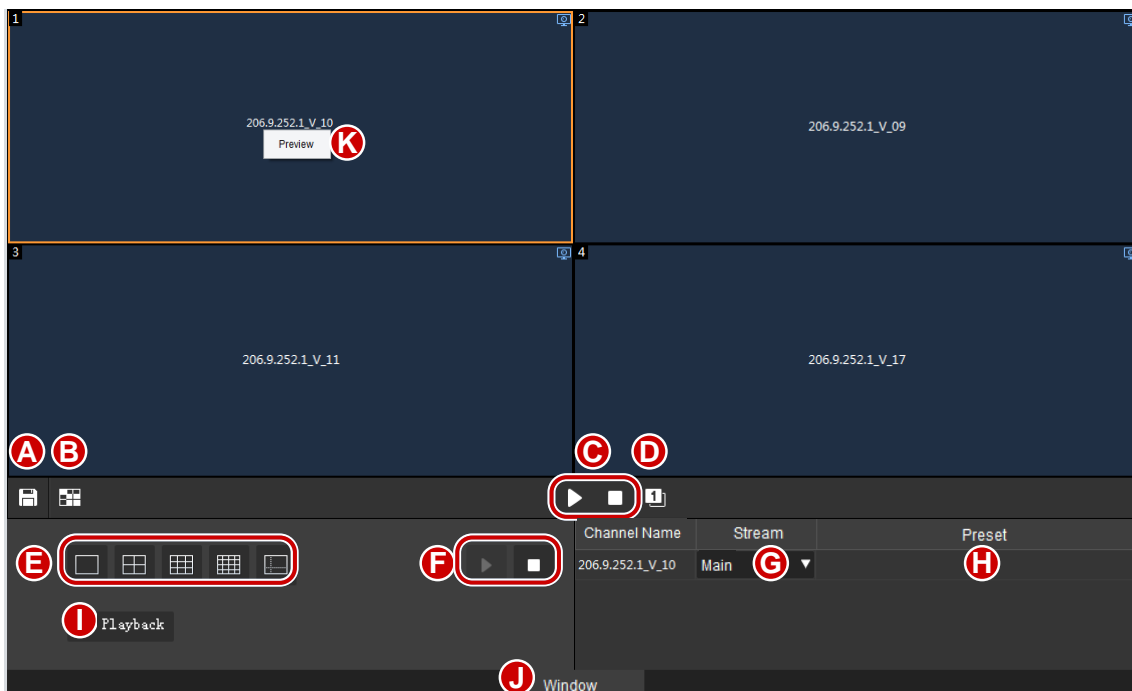 1
2
206.9.252.1_V_10
Preview
K
206.9.252.1_V_09
3
4
206.9.252.1_V_11
206.9.252.1_V_17
A
B
C
D
1
Channel Name Stream Preset
E
F
206.9.252.1_V_10 Main G H
I Playback
J Window